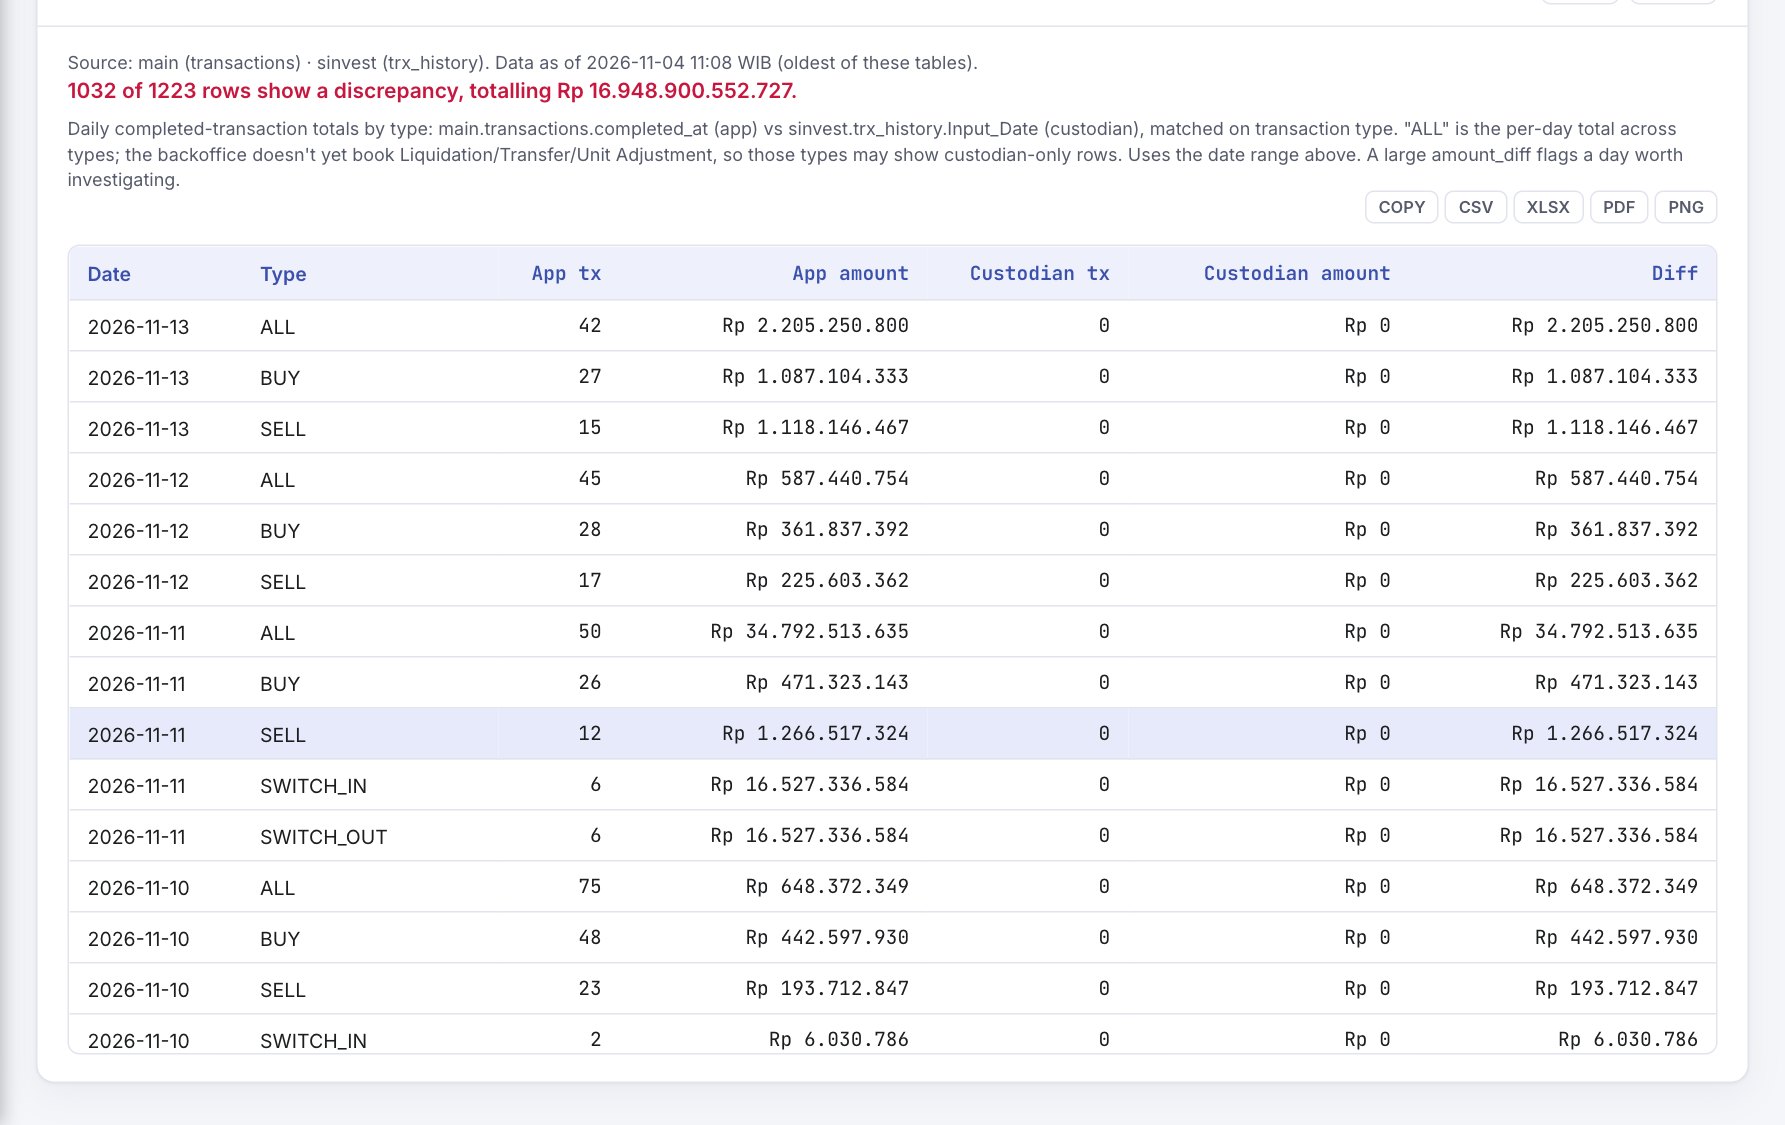 Source: main (transactions) · sinvest (trx_history). Data as of 2026-11-04 11:08 WIB (oldest of these tables).
1032 of 1223 rows show a discrepancy, totalling Rp 16.948.900.552.727.
Daily completed-transaction totals by type: main.transactions.completed_at (app) vs sinvest.trx_history.Input_Date (custodian), matched on transaction type. "ALL" is the per-day total across
types; the backoffice doesn't yet book Liquidation/Transfer/Unit Adjustment, so those types may show custodian-only rows. Uses the date range above. A large amount_diff flags a day worth
investigating.
COPY CSV XLSX PDF PNG
Date Type App tx App amount Custodian tx Custodian amount Diff
2026-11-13 ALL 42 Rp 2.205.250.800 0 Rp 0 Rp 2.205.250.800
2026-11-13 BUY 27 Rp 1.087.104.333 0 Rp 0 Rp 1.087.104.333
2026-11-13 SELL 15 Rp 1.118.146.467 0 Rp 0 Rp 1.118.146.467
2026-11-12 ALL 45 Rp 587.440.754 0 Rp 0 Rp 587.440.754
2026-11-12 BUY 28 Rp 361.837.392 0 Rp 0 Rp 361.837.392
2026-11-12 SELL 17 Rp 225.603.362 0 Rp 0 Rp 225.603.362
2026-11-11 ALL 50 Rp 34.792.513.635 0 Rp 0 Rp 34.792.513.635
2026-11-11 BUY 26 Rp 471.323.143 0 Rp 0 Rp 471.323.143
2026-11-11 SELL 12 Rp 1.266.517.324 0 Rp 0 Rp 1.266.517.324
2026-11-11 SWITCH_IN 6 Rp 16.527.336.584 0 Rp 0 Rp 16.527.336.584
2026-11-11 SWITCH_OUT 6 Rp 16.527.336.584 0 Rp 0 Rp 16.527.336.584
2026-11-10 ALL 75 Rp 648.372.349 0 Rp 0 Rp 648.372.349
2026-11-10 BUY 48 Rp 442.597.930 0 Rp 0 Rp 442.597.930
2026-11-10 SELL 23 Rp 193.712.847 0 Rp 0 Rp 193.712.847
2026-11-10 SWITCH_IN 2 Rp 6.030.786 0 Rp 0 Rp 6.030.786